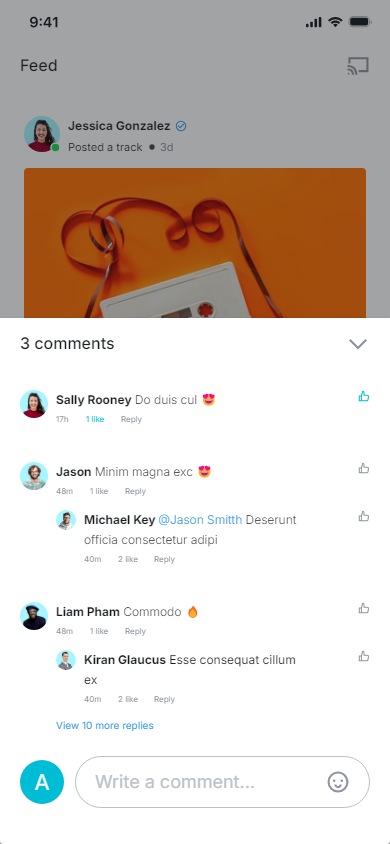 9:41
Feed
Jessica Gonzalez
Posted a track • 3d
3 comments
Sally Rooney Do duis cul 😍
17h 1 like Reply
Jason Minim magna exc 😍
48m 1 like Reply
Michael Key @Jason Smitth Deserunt
officia consectetur adipi
40m 2 like Reply
Liam Pham Commodo 🔥
48m 1 like Reply
Kiran Glaucus Esse consequat cillum
ex
40m 2 like Reply
View 10 more replies
A
Write a comment...